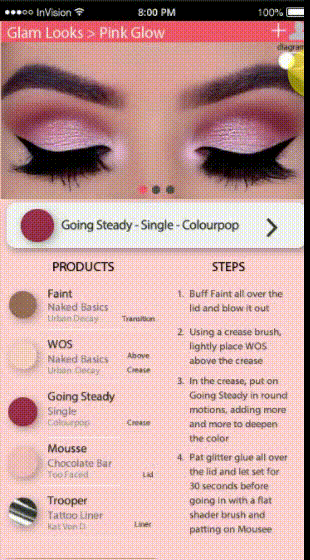 InVision
8:00 PM
100%
Glam Looks > Pink Glow
+
diagram
Going Steady - Single - Colourpop
PRODUCTS
Faint
Naked Basics
Urban Decay
Transition
WOS
Naked Basics
Urban Decay
Above
Crease
Going Steady
Single
Colourpop
Crease
Mousse
Chocolate Bar
Too Faced
Lid
Trooper
Tattoo Liner
Kat Von D
Liner
STEPS
1. Buff Faint all over the
lid and blow it out
2. Using a crease brush,
lightly place WOS
above the crease
3. In the crease, put on
Going Steady in round
motions, adding more
and more to deepen
the color
4. Pat glitter glue all over
the lid and let set for
30 seconds before
going in with a flat
shader brush and
patting on Mousee